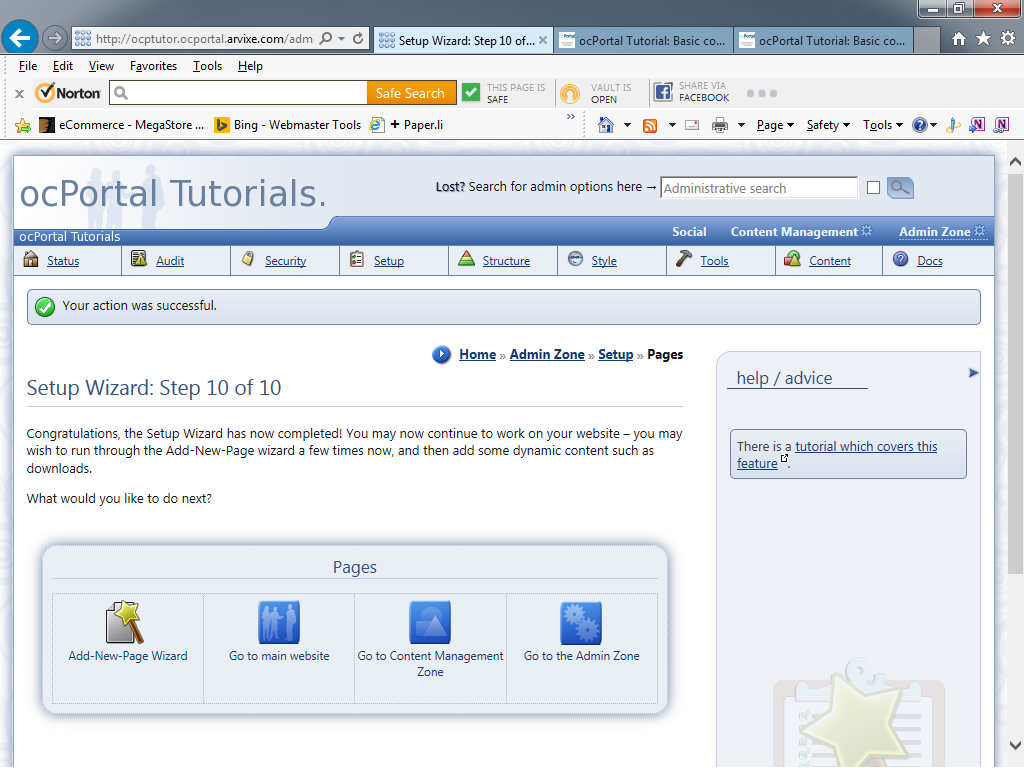 http://ocptutor.ocportal.arvixe.com/adm
Setup Wizard: Step 10 of...
ocPortal Tutorial: Basic co...
ocPortal Tutorial: Basic co...
File Edit View Favorites Tools Help
x Norton Safe Search THIS PAGE IS SAFE VAULT IS OPEN SHARE VIA FACEBOOK
eCommerce - MegaStore ... Bing - Webmaster Tools + Paper.li » Page Safety Tools
ocPortal Tutorials.
Lost? Search for admin options here → Administrative search
ocPortal Tutorials
Social Content Management Admin Zone
Status Audit Security Setup Structure Style Tools Content Docs
Your action was successful.
Home » Admin Zone » Setup » Pages
Setup Wizard: Step 10 of 10
Congratulations, the Setup Wizard has now completed! You may now continue to work on your website – you may
wish to run through the Add-New-Page wizard a few times now, and then add some dynamic content such as
downloads.
What would you like to do next?
Pages
Add-New-Page Wizard
Go to main website
Go to Content Management
Zone
Go to the Admin Zone
help / advice
There is a tutorial which covers this
feature .